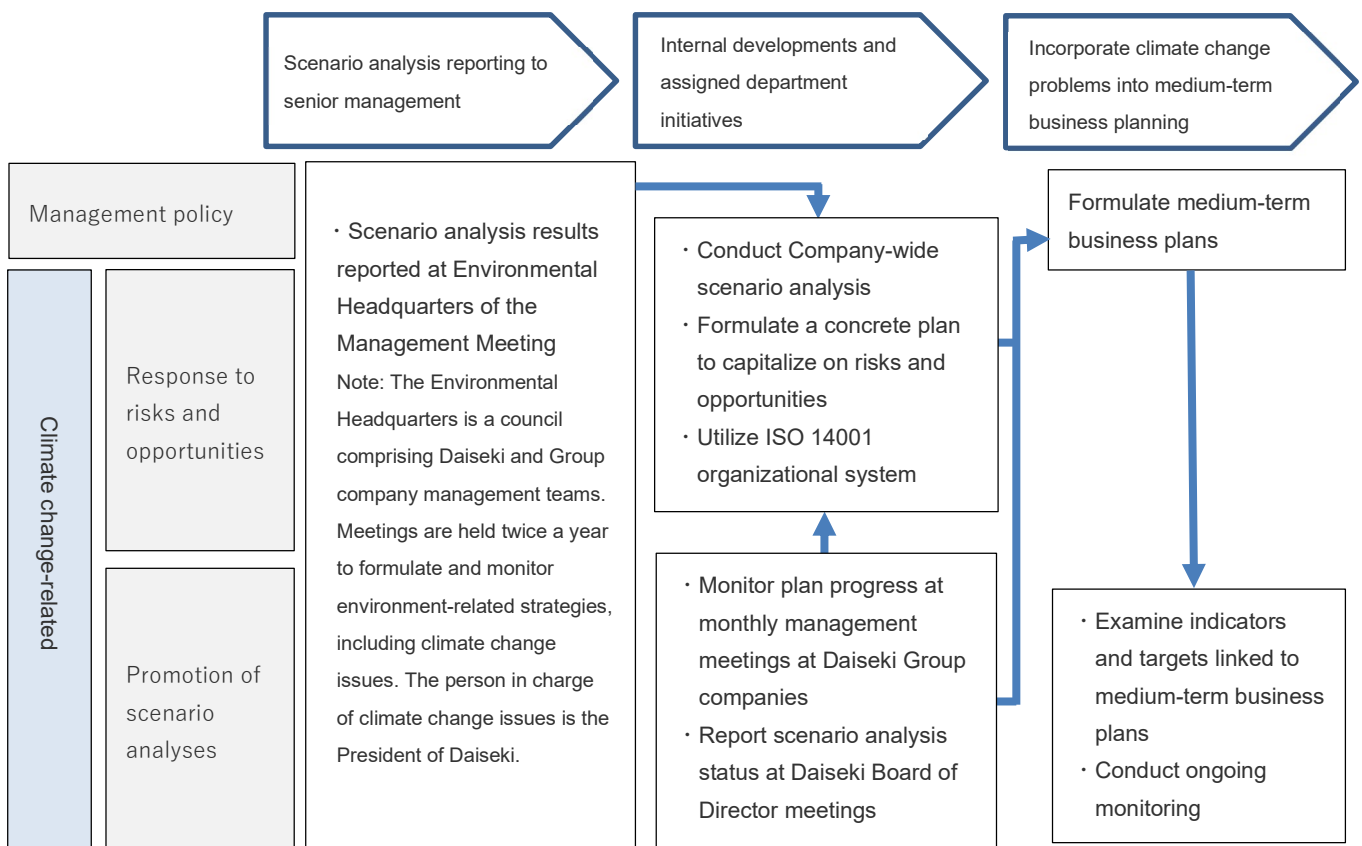 Scenario analysis reporting to
senior management
Internal developments and
assigned department
initiatives
Incorporate climate change
problems into medium-term
business planning
Management policy
Climate change-related
Response to
risks and
opportunities
Promotion of
scenario
analyses
・Scenario analysis results
reported at Environmental
Headquarters of the
Management Meeting
Note: The Environmental
Headquarters is a council
comprising Daiseki and Group
company management teams.
Meetings are held twice a year
to formulate and monitor
environment-related strategies,
including climate change
issues. The person in charge
of climate change issues is the
President of Daiseki.
・Conduct Company-wide
scenario analysis
・Formulate a concrete plan
to capitalize on risks and
opportunities
・Utilize ISO 14001
organizational system
・Monitor plan progress at
monthly management
meetings at Daiseki Group
companies
・Report scenario analysis
status at Daiseki Board of
Director meetings
Formulate medium-term
business plans
・Examine indicators
and targets linked to
medium-term business
plans
・Conduct ongoing
monitoring